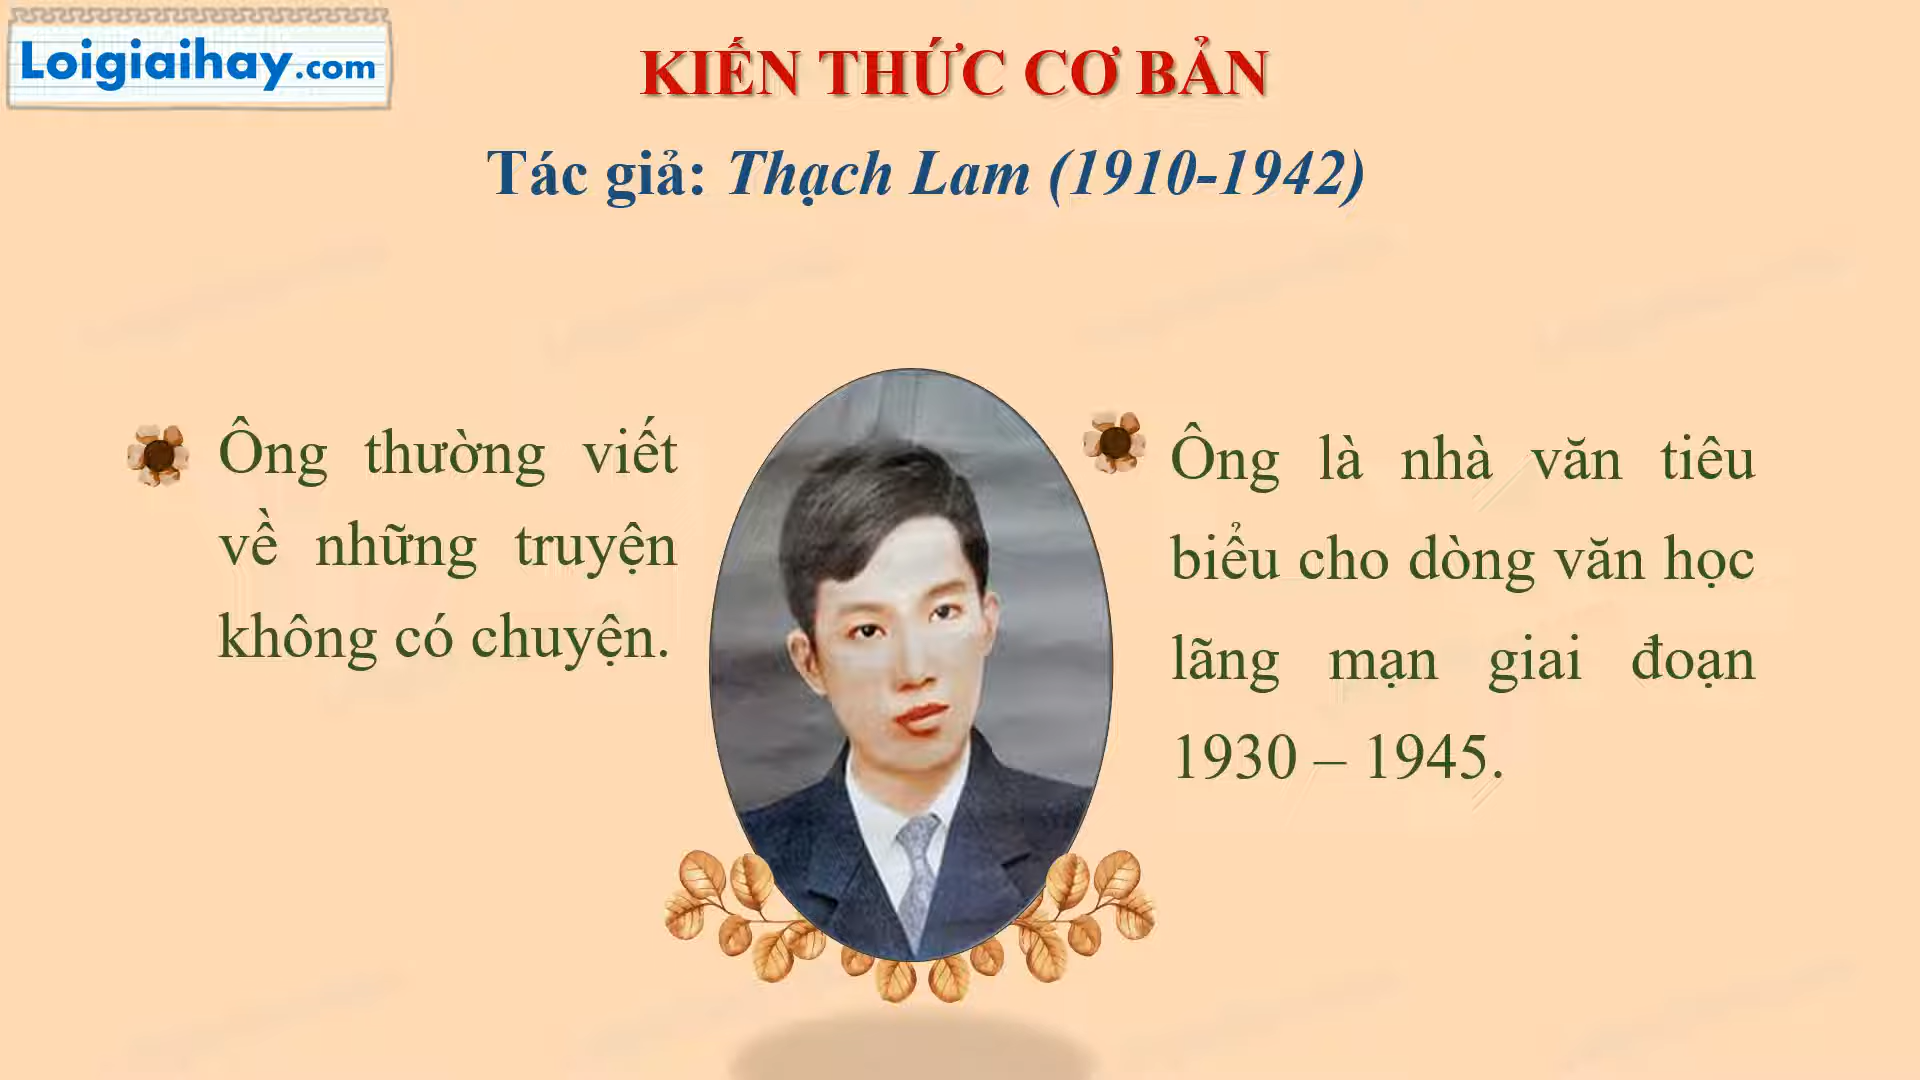 Loigiaihay.com
KIẾN THỨC CƠ BẢN
Tác giả: Thạch Lam (1910-1942)
Ông thường viết
về những truyện
không có chuyện.
Ông là nhà văn tiêu
biểu cho dòng văn học
lãng mạn giai đoạn
1930 – 1945.